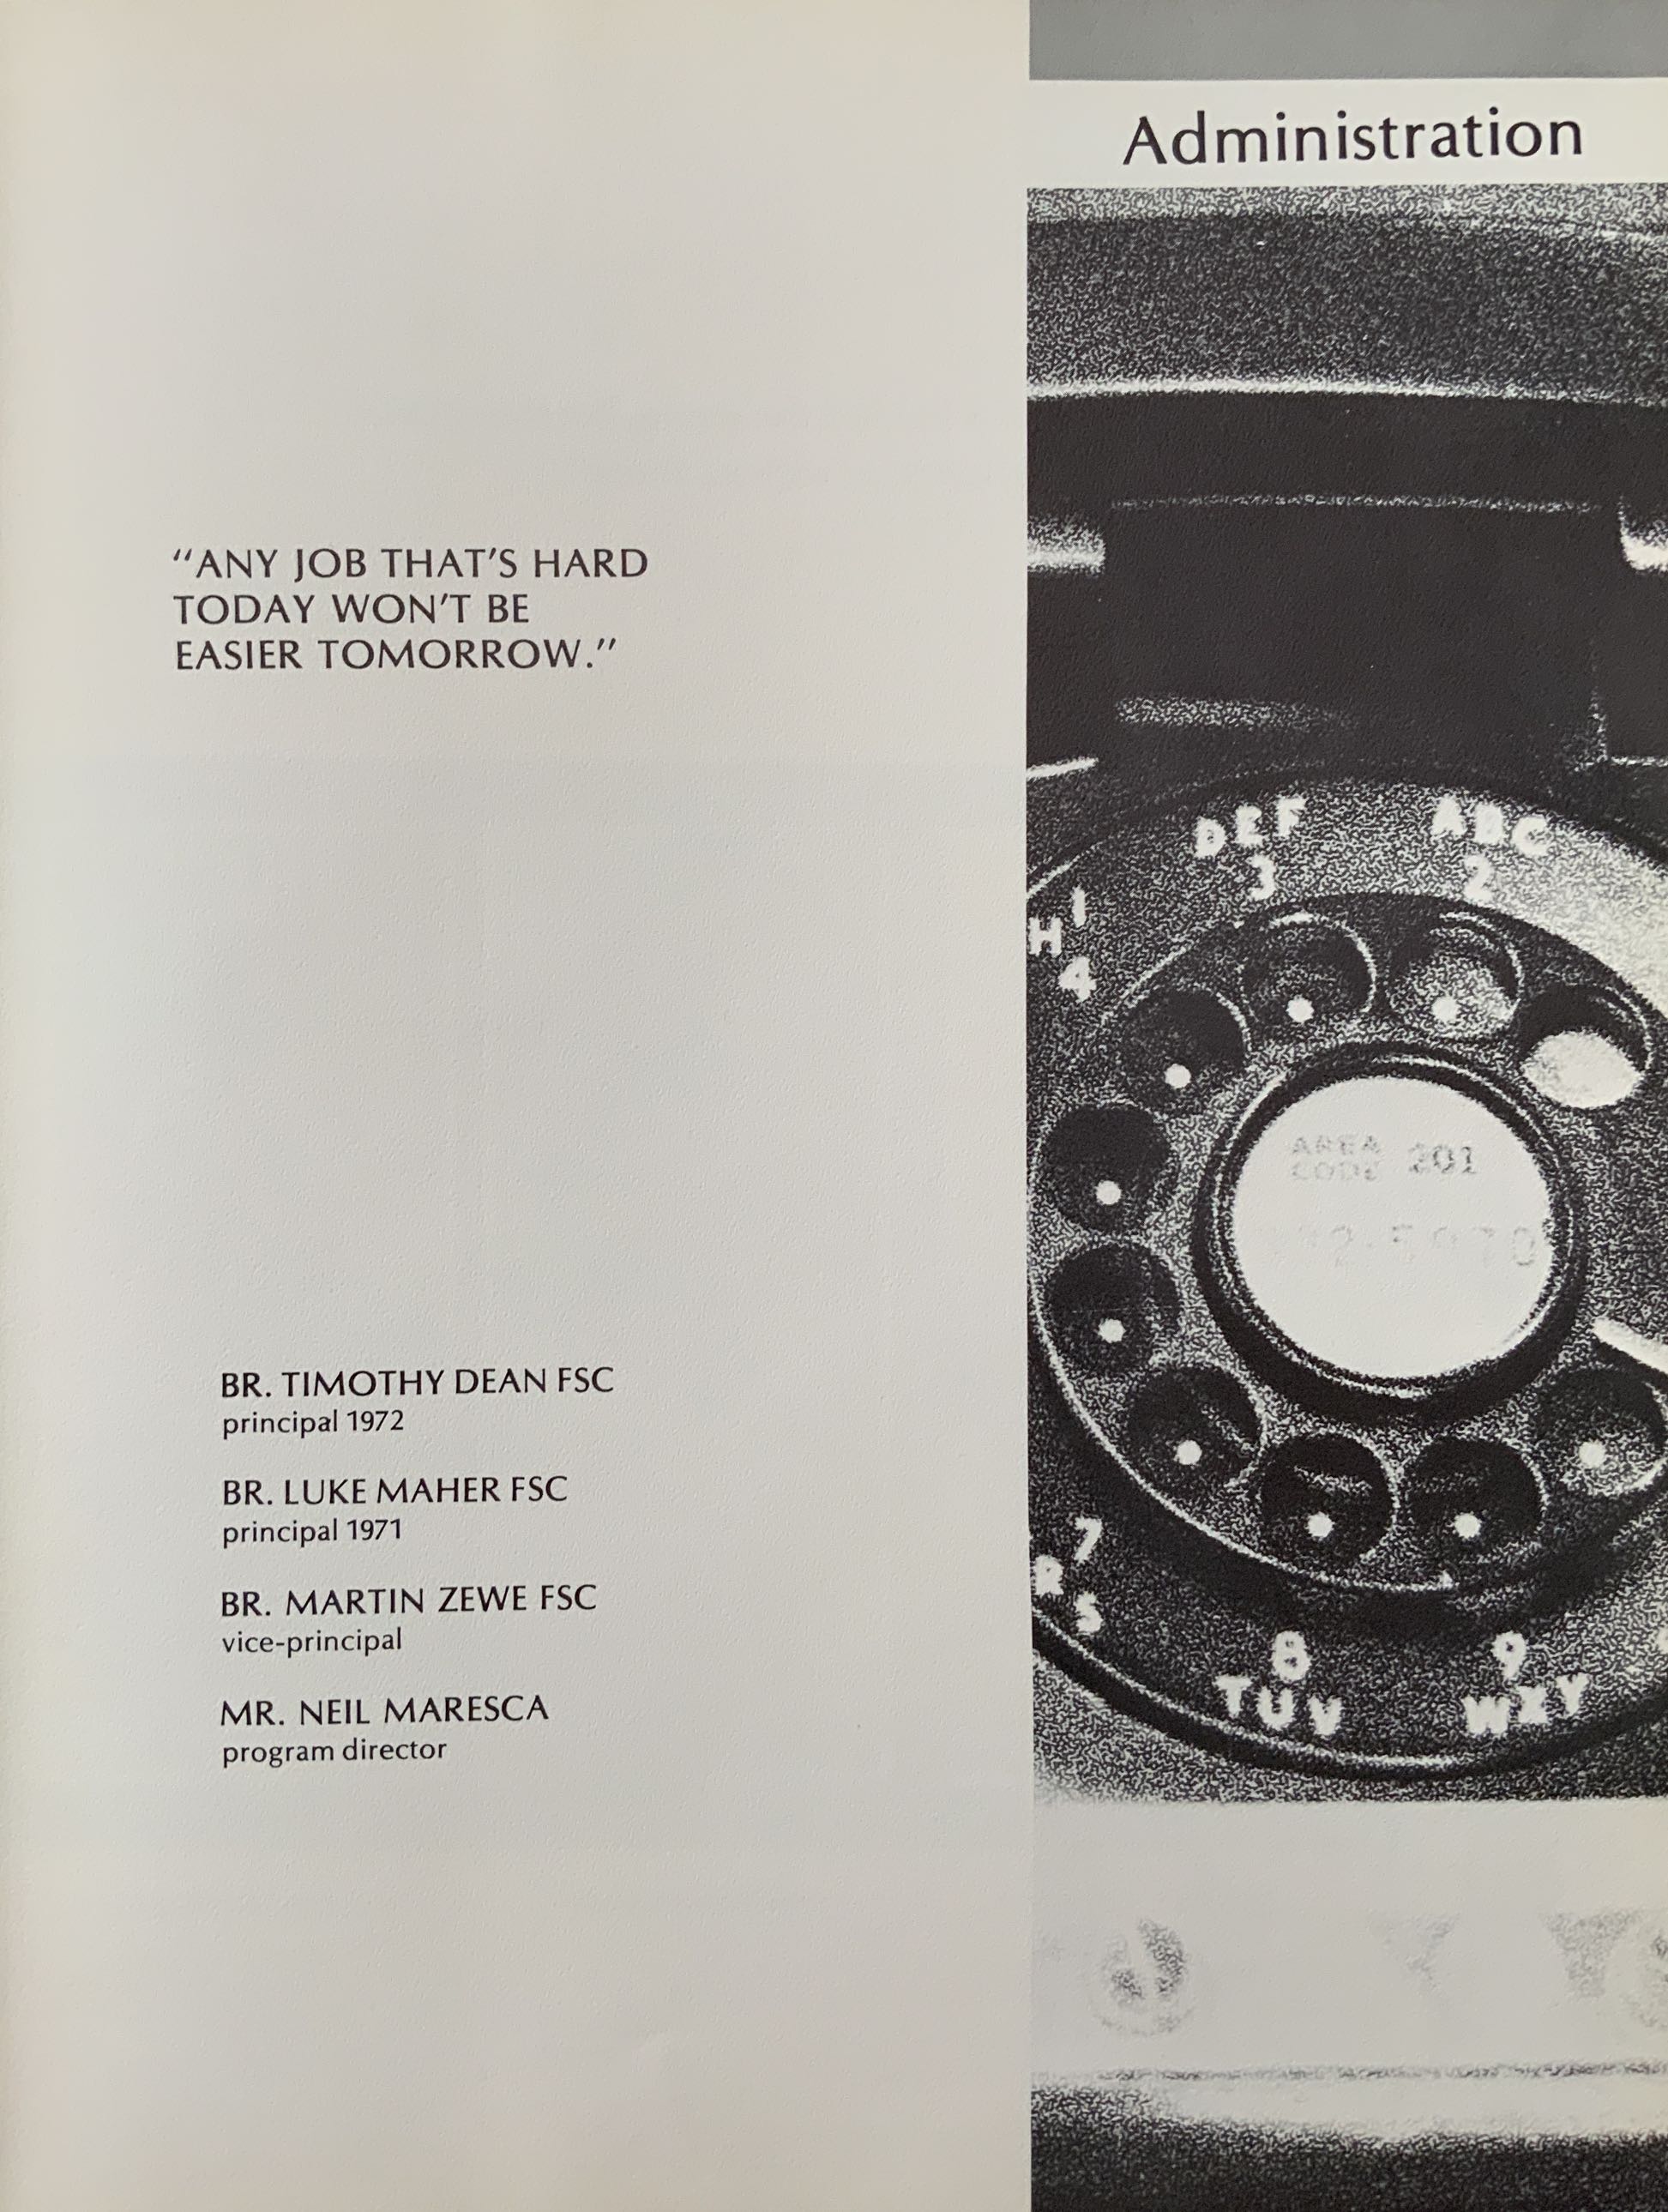 Administration
"ANY JOB THAT'S HARD
TODAY WON'T BE
EASIER TOMORROW."
BR. TIMOTHY DEAN FSC
principal 1972
BR. LUKE MAHER FSC
principal 1971
BR. MARTIN ZEWE FSC
vice-principal
MR. NEIL MARESCA
program director
DEF
3
ABC
2
H I
4
AREA
CODE 201
7
R S
8
TUV
9
WXY